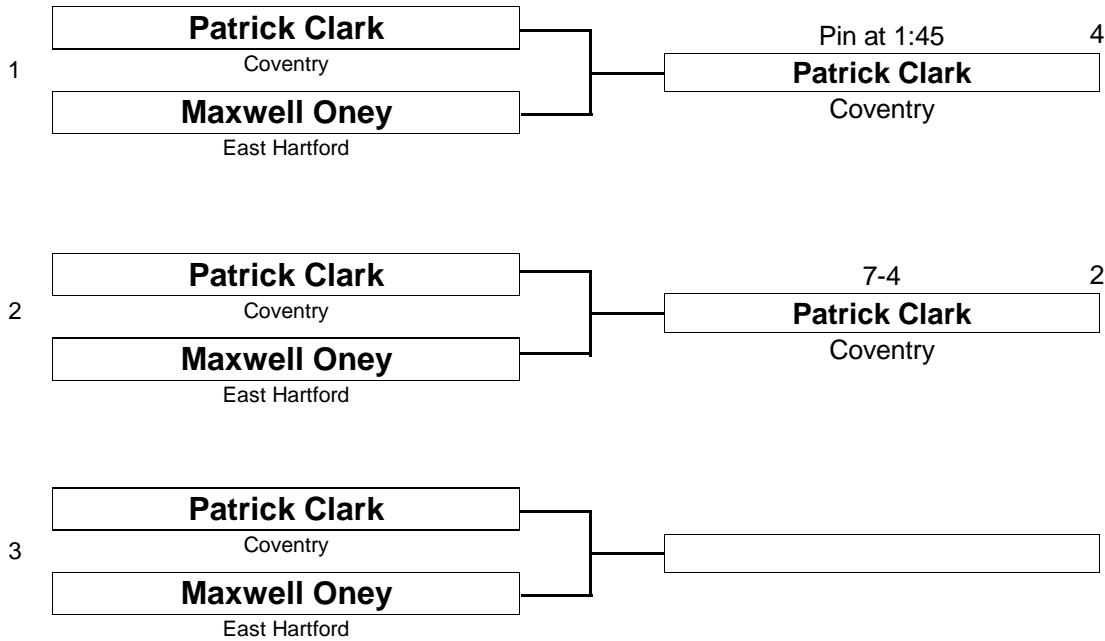 Patrick Clark
Pin at 1:45 4
1 Coventry
Patrick Clark
Maxwell Oney
Coventry
East Hartford
Patrick Clark
7-4 2
2 Coventry
Patrick Clark
Maxwell Oney
Coventry
East Hartford
Patrick Clark
3 Coventry
Maxwell Oney
East Hartford